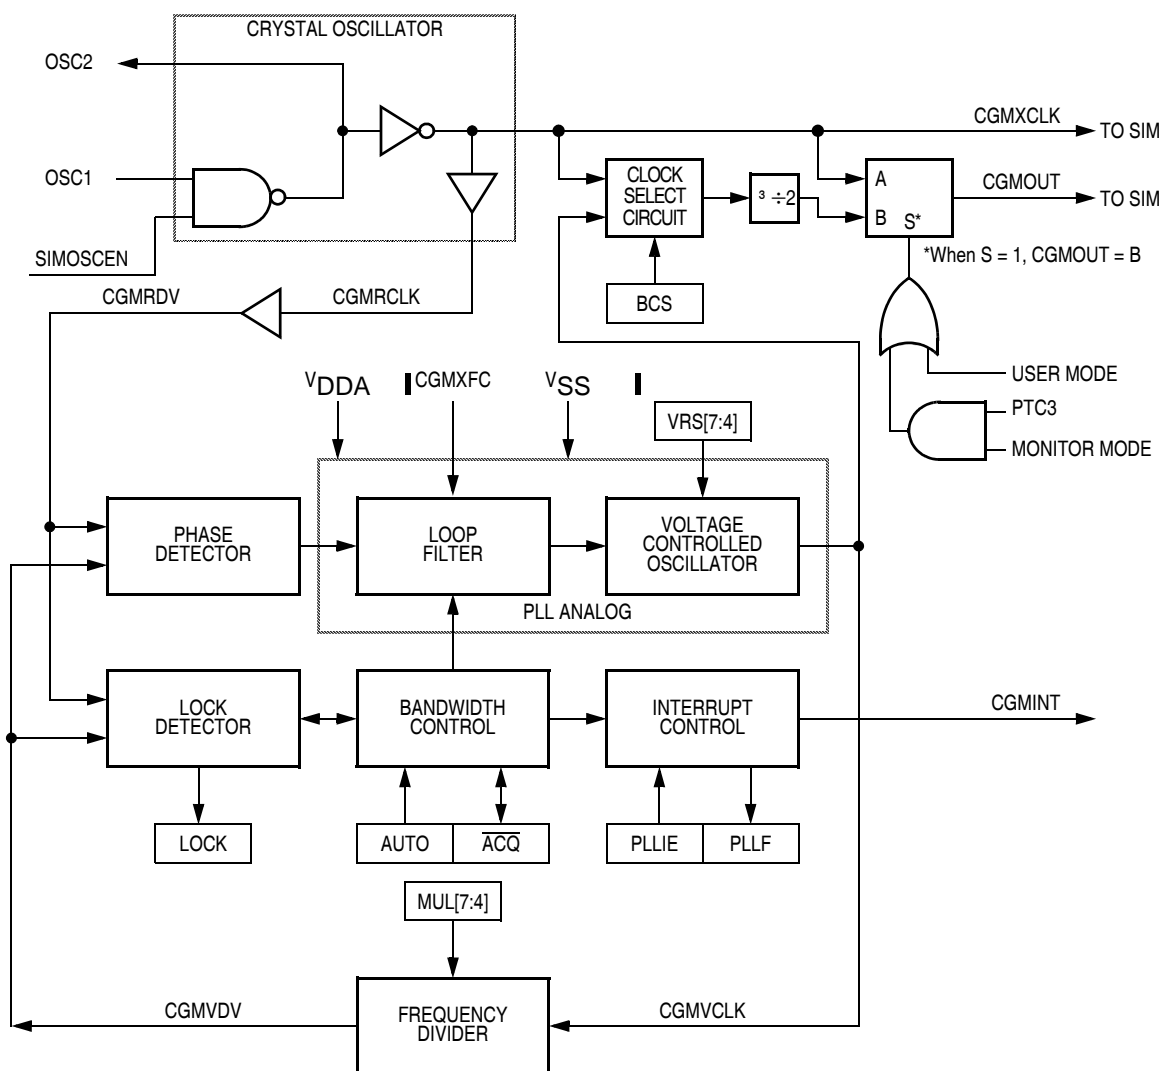 CRYSTAL OSCILLATOR
OSC2
CGMXCLK
TO SIM
OSC1
CLOCK
SELECT
CIRCUIT
³ ÷2
A
B
S*
CGMOUT
TO SIM
*When S = 1, CGMOUT = B
SIMOSCEN
CGMRDV
CGMRCLK
BCS
USER MODE
PTC3
MONITOR MODE
VDDA
CGMXFC
VSS
VRS[7:4]
PHASE
DETECTOR
LOOP
FILTER
VOLTAGE
CONTROLLED
OSCILLATOR
PLL ANALOG
LOCK
DETECTOR
BANDWIDTH
CONTROL
INTERRUPT
CONTROL
CGMINT
LOCK
AUTO
ACQ
PLLIE
PLLF
MUL[7:4]
CGMVDV
FREQUENCY
DIVIDER
CGMVCLK